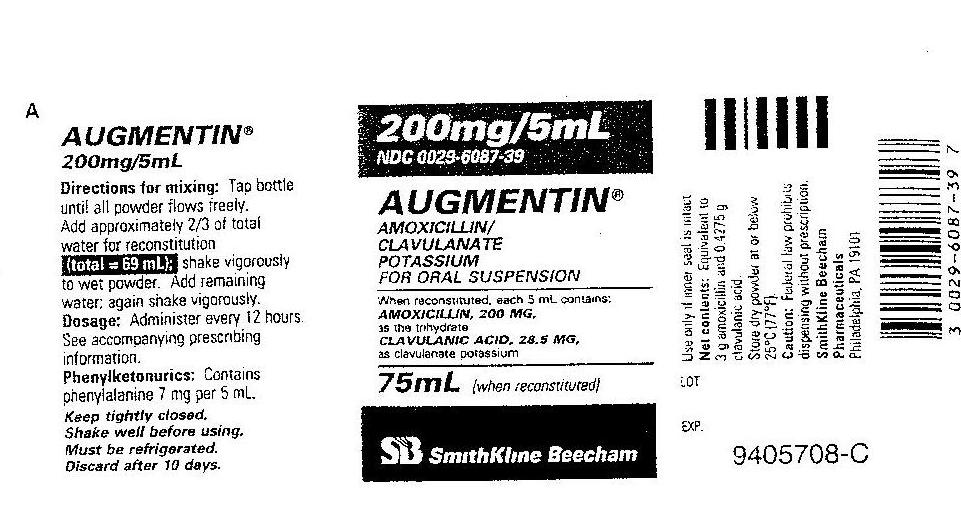 A
AUGMENTIN®
200mg/5mL
Directions for mixing: Tap bottle
until all powder flows freely.
Add approximately 2/3 of total
water for reconstitution
(total = 69 mL); shake vigorously
to wet powder. Add remaining
water; again shake vigorously.
Dosage: Administer every 12 hours.
See accompanying prescribing
information.
Phenylketonurics: Contains
phenylalanine 7 mg per 5 mL.
Keep tightly closed.
Shake well before using.
Must be refrigerated.
Discard after 10 days.
200mg/5mL
NDC 0029-6087-39
AUGMENTIN®
AMOXICILLIN/
CLAVULANATE
POTASSIUM
FOR ORAL SUSPENSION
When reconstituted, each 5 mL contains:
AMOXICILLIN, 200 MG,
as the trihydrate
CLAVULANIC ACID, 28.5 MG,
as clavulanate potassium
75mL (when reconstituted)
SB SmithKline Beecham
Use only if inner seal is intact
Net contents: Equivalent to
3 g amoxicillin and 0.4275 g
clavulanic acid.
Store dry powder at or below
25°C (77°F).
Caution: Federal law prohibits
dispensing without prescription.
SmithKline Beecham
Pharmaceuticals
Philadelphia, PA 19101
LOT
EXP.
9405708-C
3 0029-6087-39 7